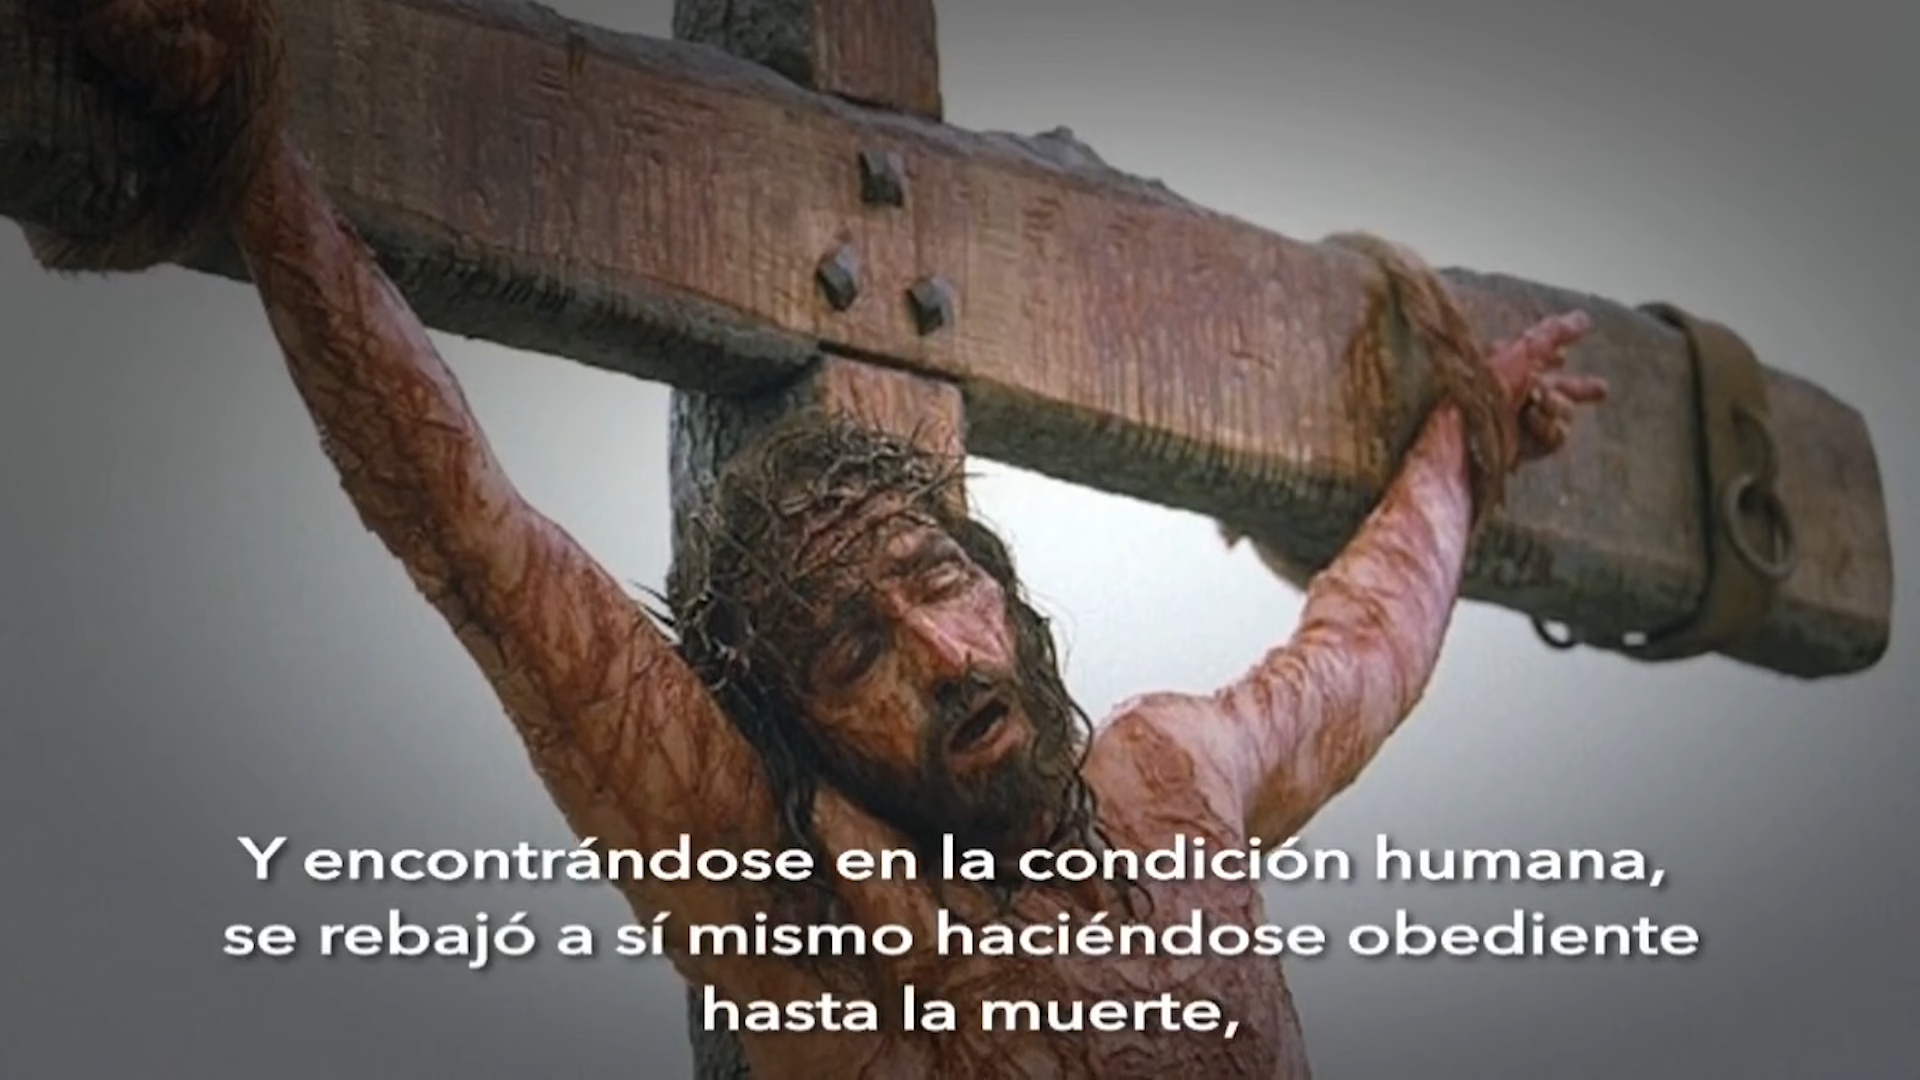 Y encontrándose en la condición humana,
se rebajó a sí mismo haciéndose obediente
hasta la muerte,